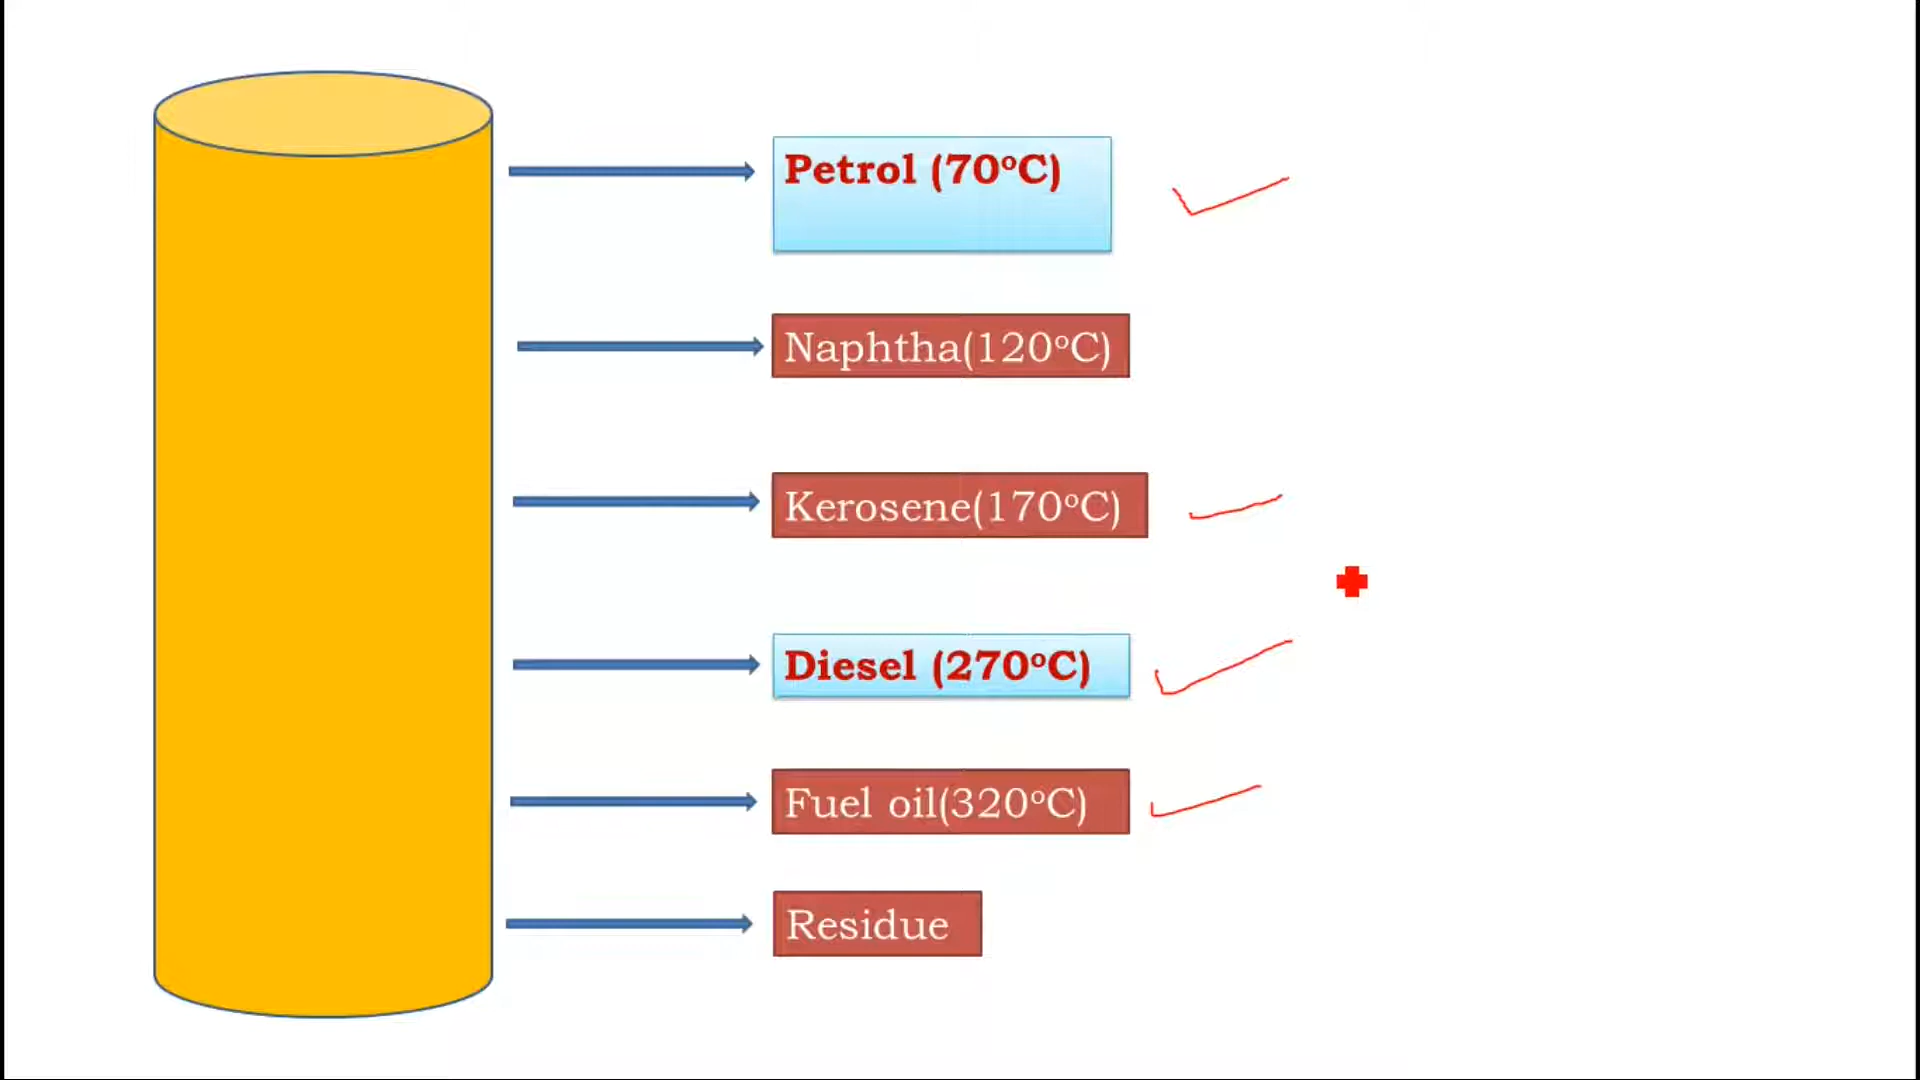 Petrol (70°C)
Naphtha(120°C)
Kerosene(170°C)
Diesel (270°C)
Fuel oil(320°C)
Residue